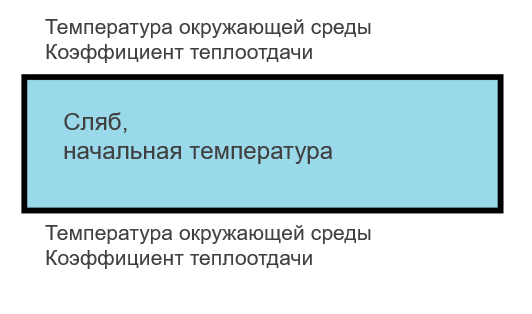 Температура окружающей среды
Коэффициент теплоотдачи
Сляб,
начальная температура
Температура окружающей среды
Коэффициент теплоотдачи